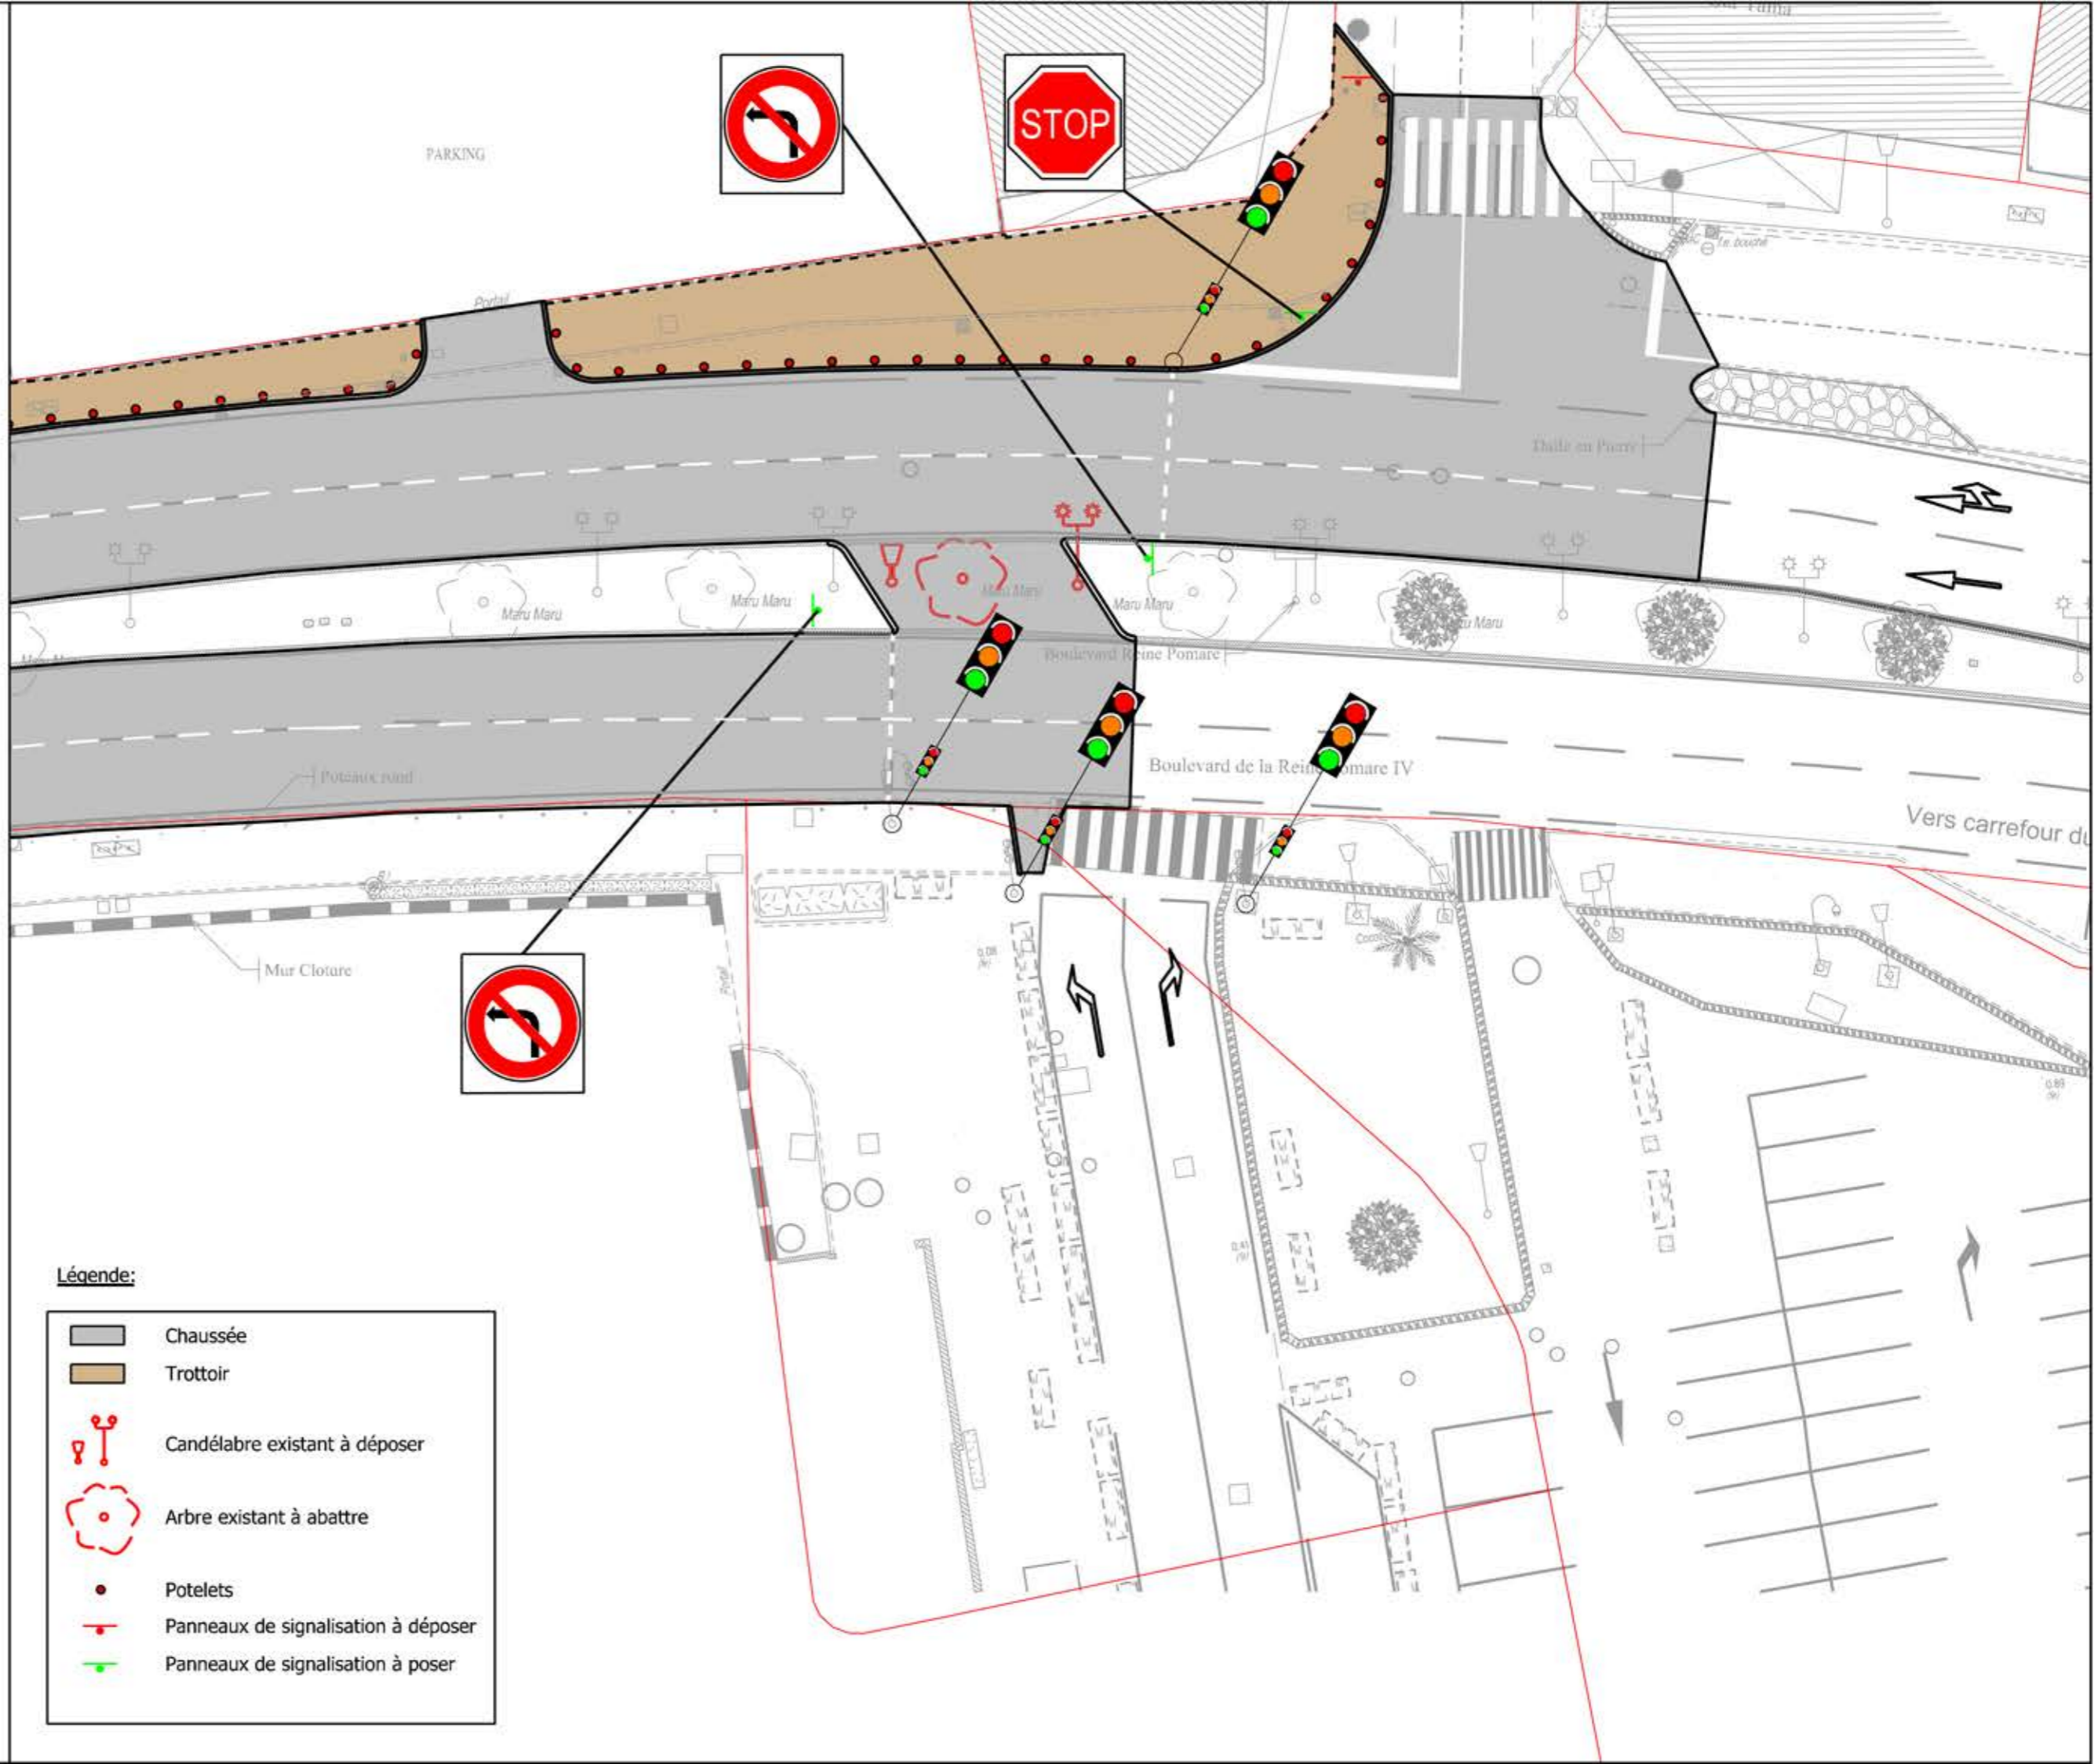 STOP
PARKING
Portail
f.e. bouche
Dalle en Pierre
Maru Maru
Maru Maru
Maru Maru
Maru Maru
Maru
Boulevard Reine Pomare
Boulevard de la Reine Pomare IV
Poteaux rond
Vers carrefour du
Mur Cloture
Portail
Légende:
Chaussée
Trottoir
Candélabre existant à déposer
Arbre existant à abattre
Potelets
Panneaux de signalisation à déposer
Panneaux de signalisation à poser